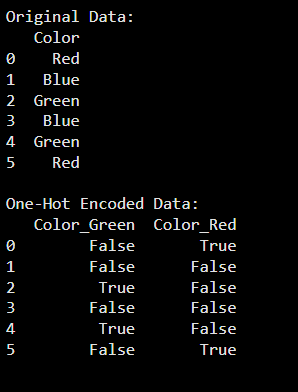 Original Data:
   Color
0    Red
1   Blue
2  Green
3   Blue
4  Green
5    Red

One-Hot Encoded Data:
   Color_Green  Color_Red
0        False       True
1        False      False
2         True      False
3        False      False
4         True      False
5        False       True